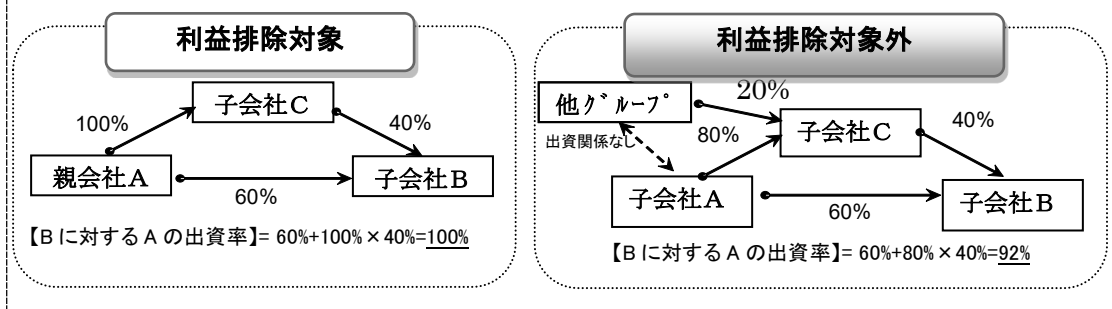 利益排除対象
子会社C
100%
40%
親会社A
子会社B
60%
【Bに対するAの出資率】= 60%+100%×40%=100%
利益排除対象外
他グループ
20%
子会社C
40%
出資関係なし
80%
子会社A
子会社B
60%
【Bに対するAの出資率】= 60%+80%×40%=92%